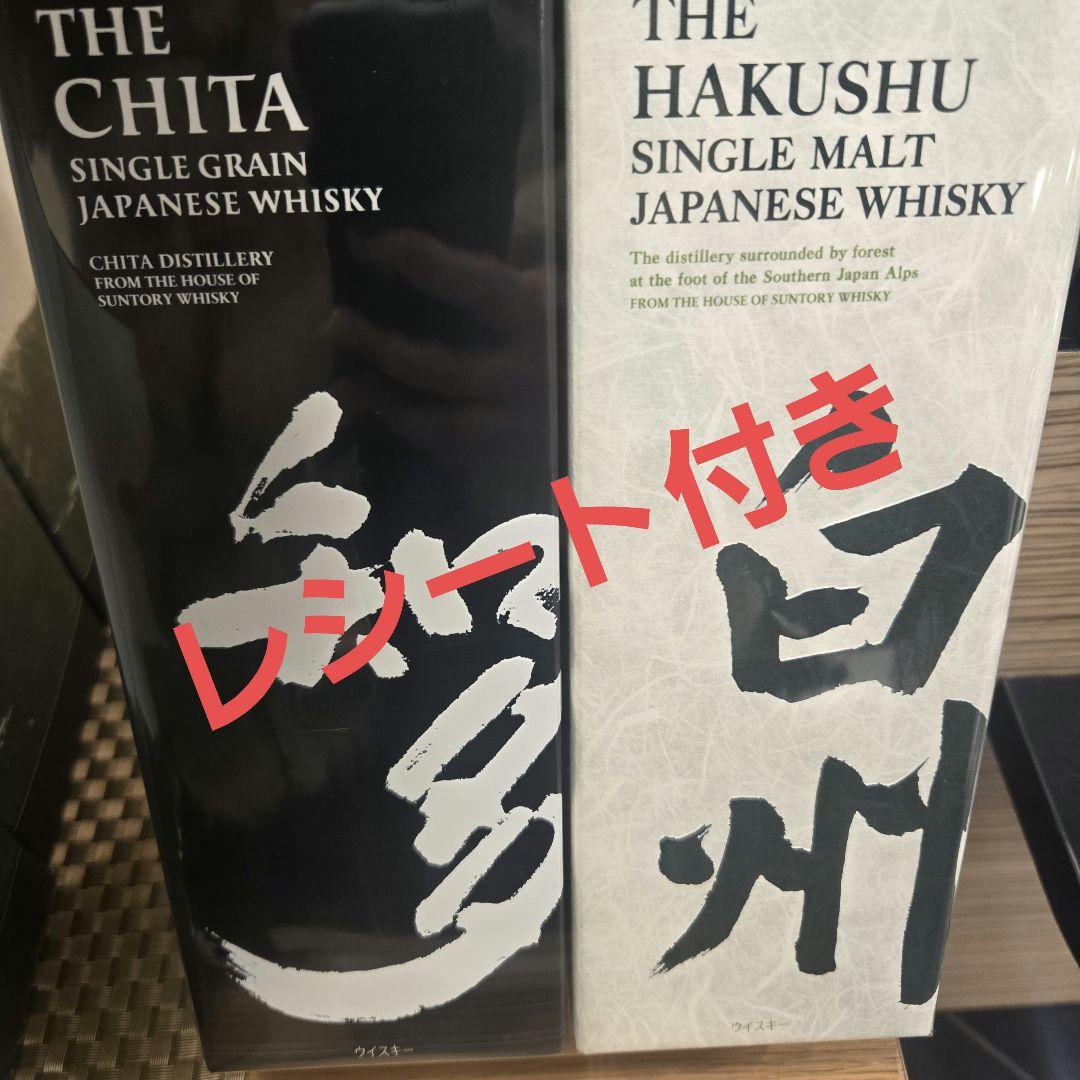 THE
CHITA
SINGLE GRAIN
JAPANESE WHISKY
CHITA DISTILLERY
FROM THE HOUSE OF
SUNTORY WHISKY
知多
ウイスキー
THE
HAKUSHU
SINGLE MALT
JAPANESE WHISKY
The distillery surrounded by forest
at the foot of the Southern Japan Alps
FROM THE HOUSE OF SUNTORY WHISKY
白州
ウイスキー
レシート付き